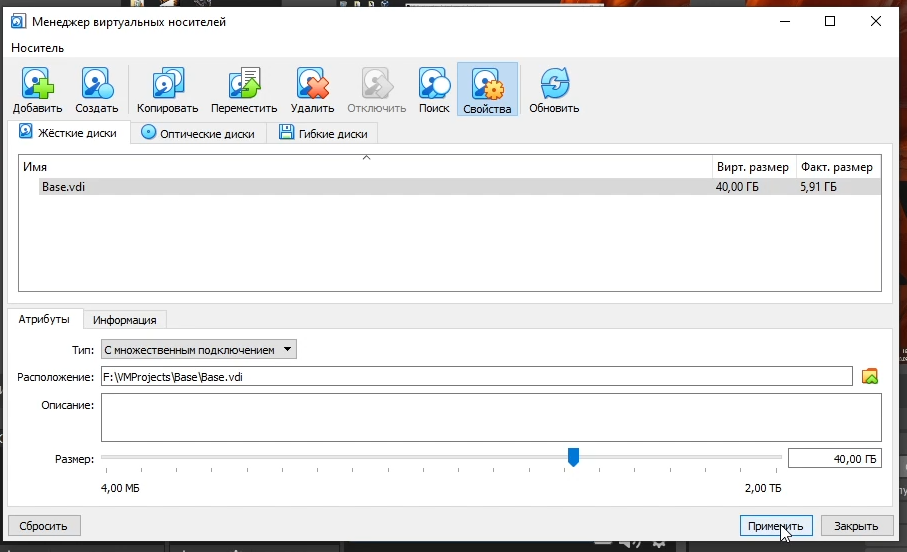 Менеджер виртуальных носителей
Носитель
Добавить Создать Копировать Переместить Удалить Отключить Поиск Свойства Обновить
Жёсткие диски Оптические диски Гибкие диски
Имя Вирт. размер Факт. размер
Base.vdi 40,00 ГБ 5,91 ГБ
Атрибуты Информация
Тип: С множественным подключением
Расположение: F:\VMProjects\Base\Base.vdi
Описание:
Размер: 40,00 ГБ
4,00 МБ 2,00 ТБ
Сбросить Применить Закрыть